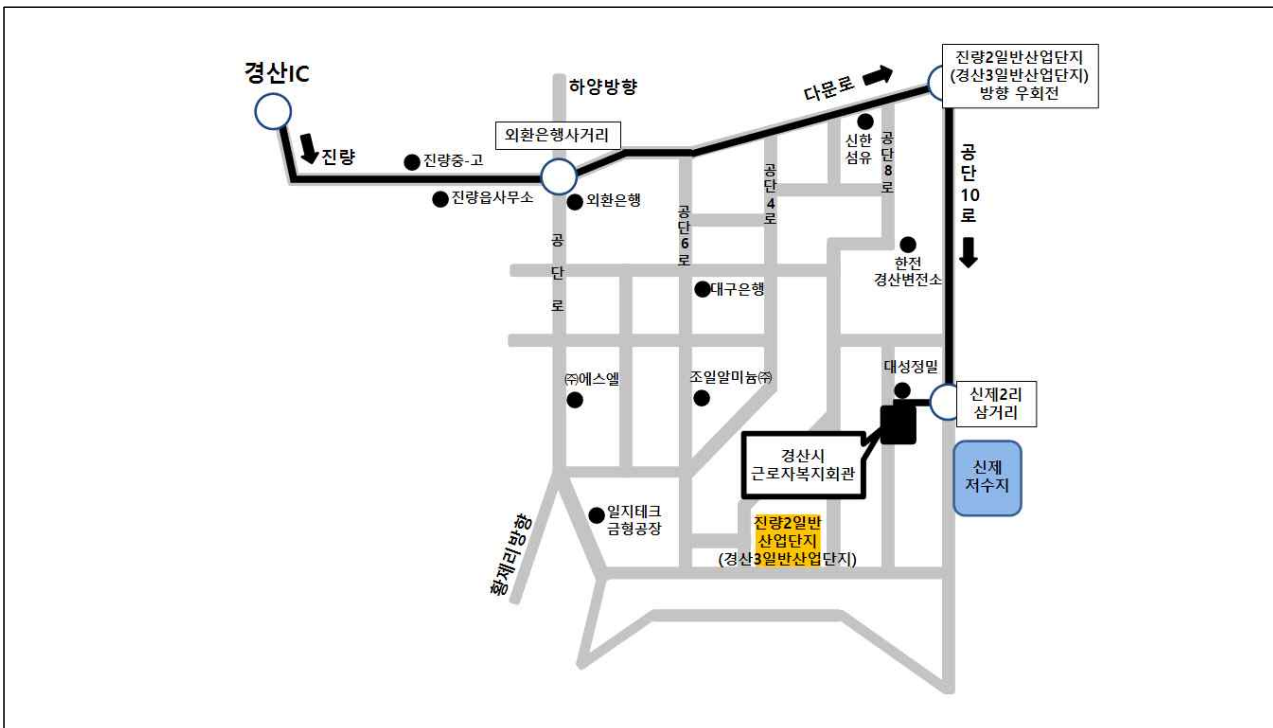 경산IC
진량
진량중-고
진량읍사무소
하양방향
외환은행사거리
외환은행
공단로
공단6로
공단4로
다문로
신한
섬유
공단8로
진량2일반산업단지
(경산3일반산업단지)
방향 우회전
공단10로
한전
경산변전소
대구은행
㈜에스엘
조일알미늄㈜
대성정밀
신제2리
삼거리
경산시
근로자복지회관
신제
저수지
일지테크
금형공장
황제리방향
진량2일반
산업단지
(경산3일반산업단지)